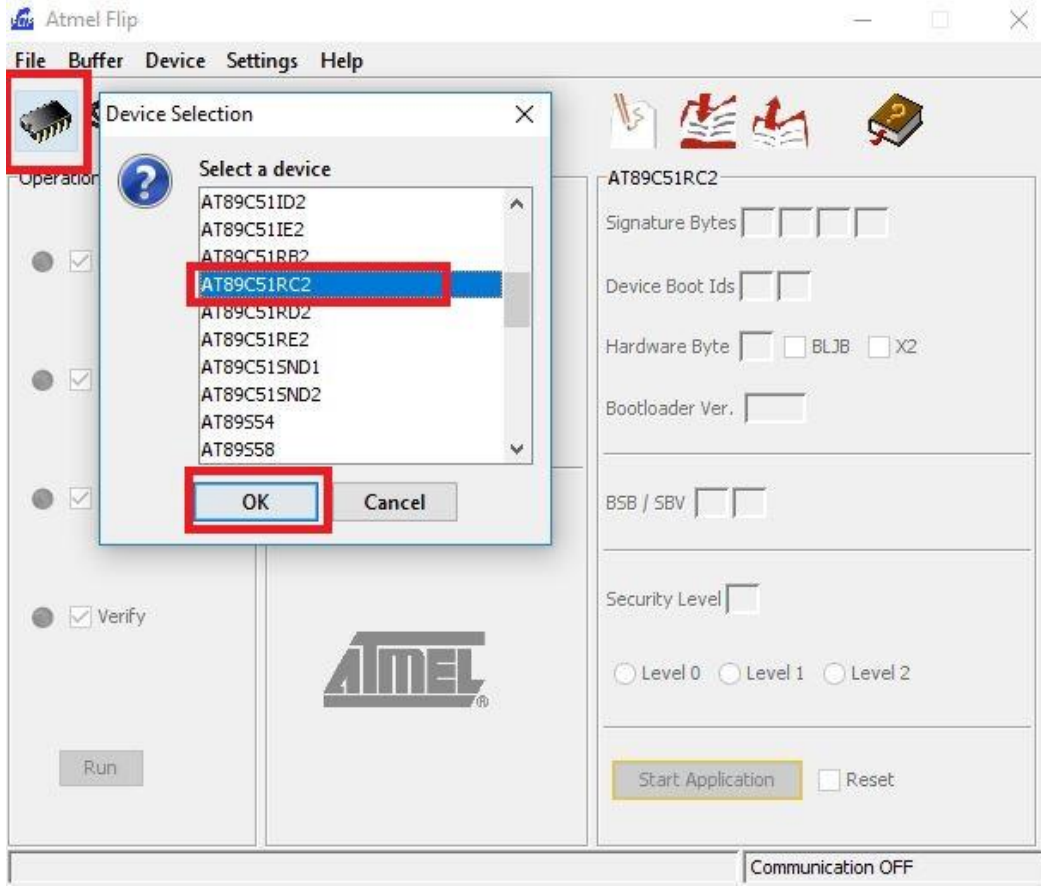 Atmel Flip
File Buffer Device Settings Help
Device Selection
Select a device
AT89C51ID2
AT89C51IE2
AT89C51RB2
AT89C51RC2
AT89C51RD2
AT89C51RE2
AT89C51SND1
AT89C51SND2
AT89S54
AT89S58
OK Cancel
Operation
Verify
Run
ATMEL®
AT89C51RC2
Signature Bytes
Device Boot Ids
Hardware Byte BLJB X2
Bootloader Ver.
BSB / SBV
Security Level
Level 0 Level 1 Level 2
Start Application Reset
Communication OFF